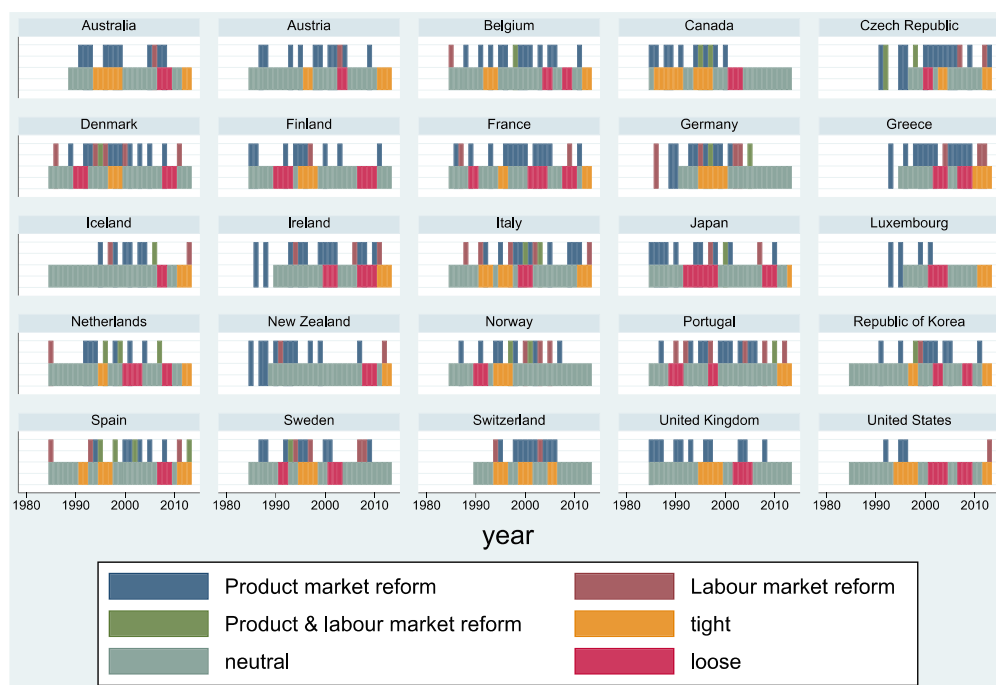 Australia Austria Belgium Canada Czech Republic
Denmark Finland France Germany Greece
Iceland Ireland Italy Japan Luxembourg
Netherlands New Zealand Norway Portugal Republic of Korea
Spain Sweden Switzerland United Kingdom United States
1980 1990 2000 2010 1980 1990 2000 2010 1980 1990 2000 2010 1980 1990 2000 2010 1980 1990 2000 2010
year
Product market reform Labour market reform
Product & labour market reform tight
neutral loose